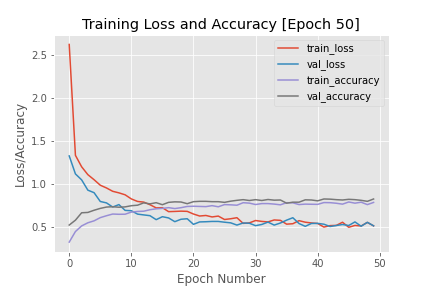 Training Loss and Accuracy [Epoch 50]
train_loss
val_loss
train_accuracy
val_accuracy
2.5
2.0
1.5
1.0
0.5
Loss/Accuracy
0 10 20 30 40 50
Epoch Number